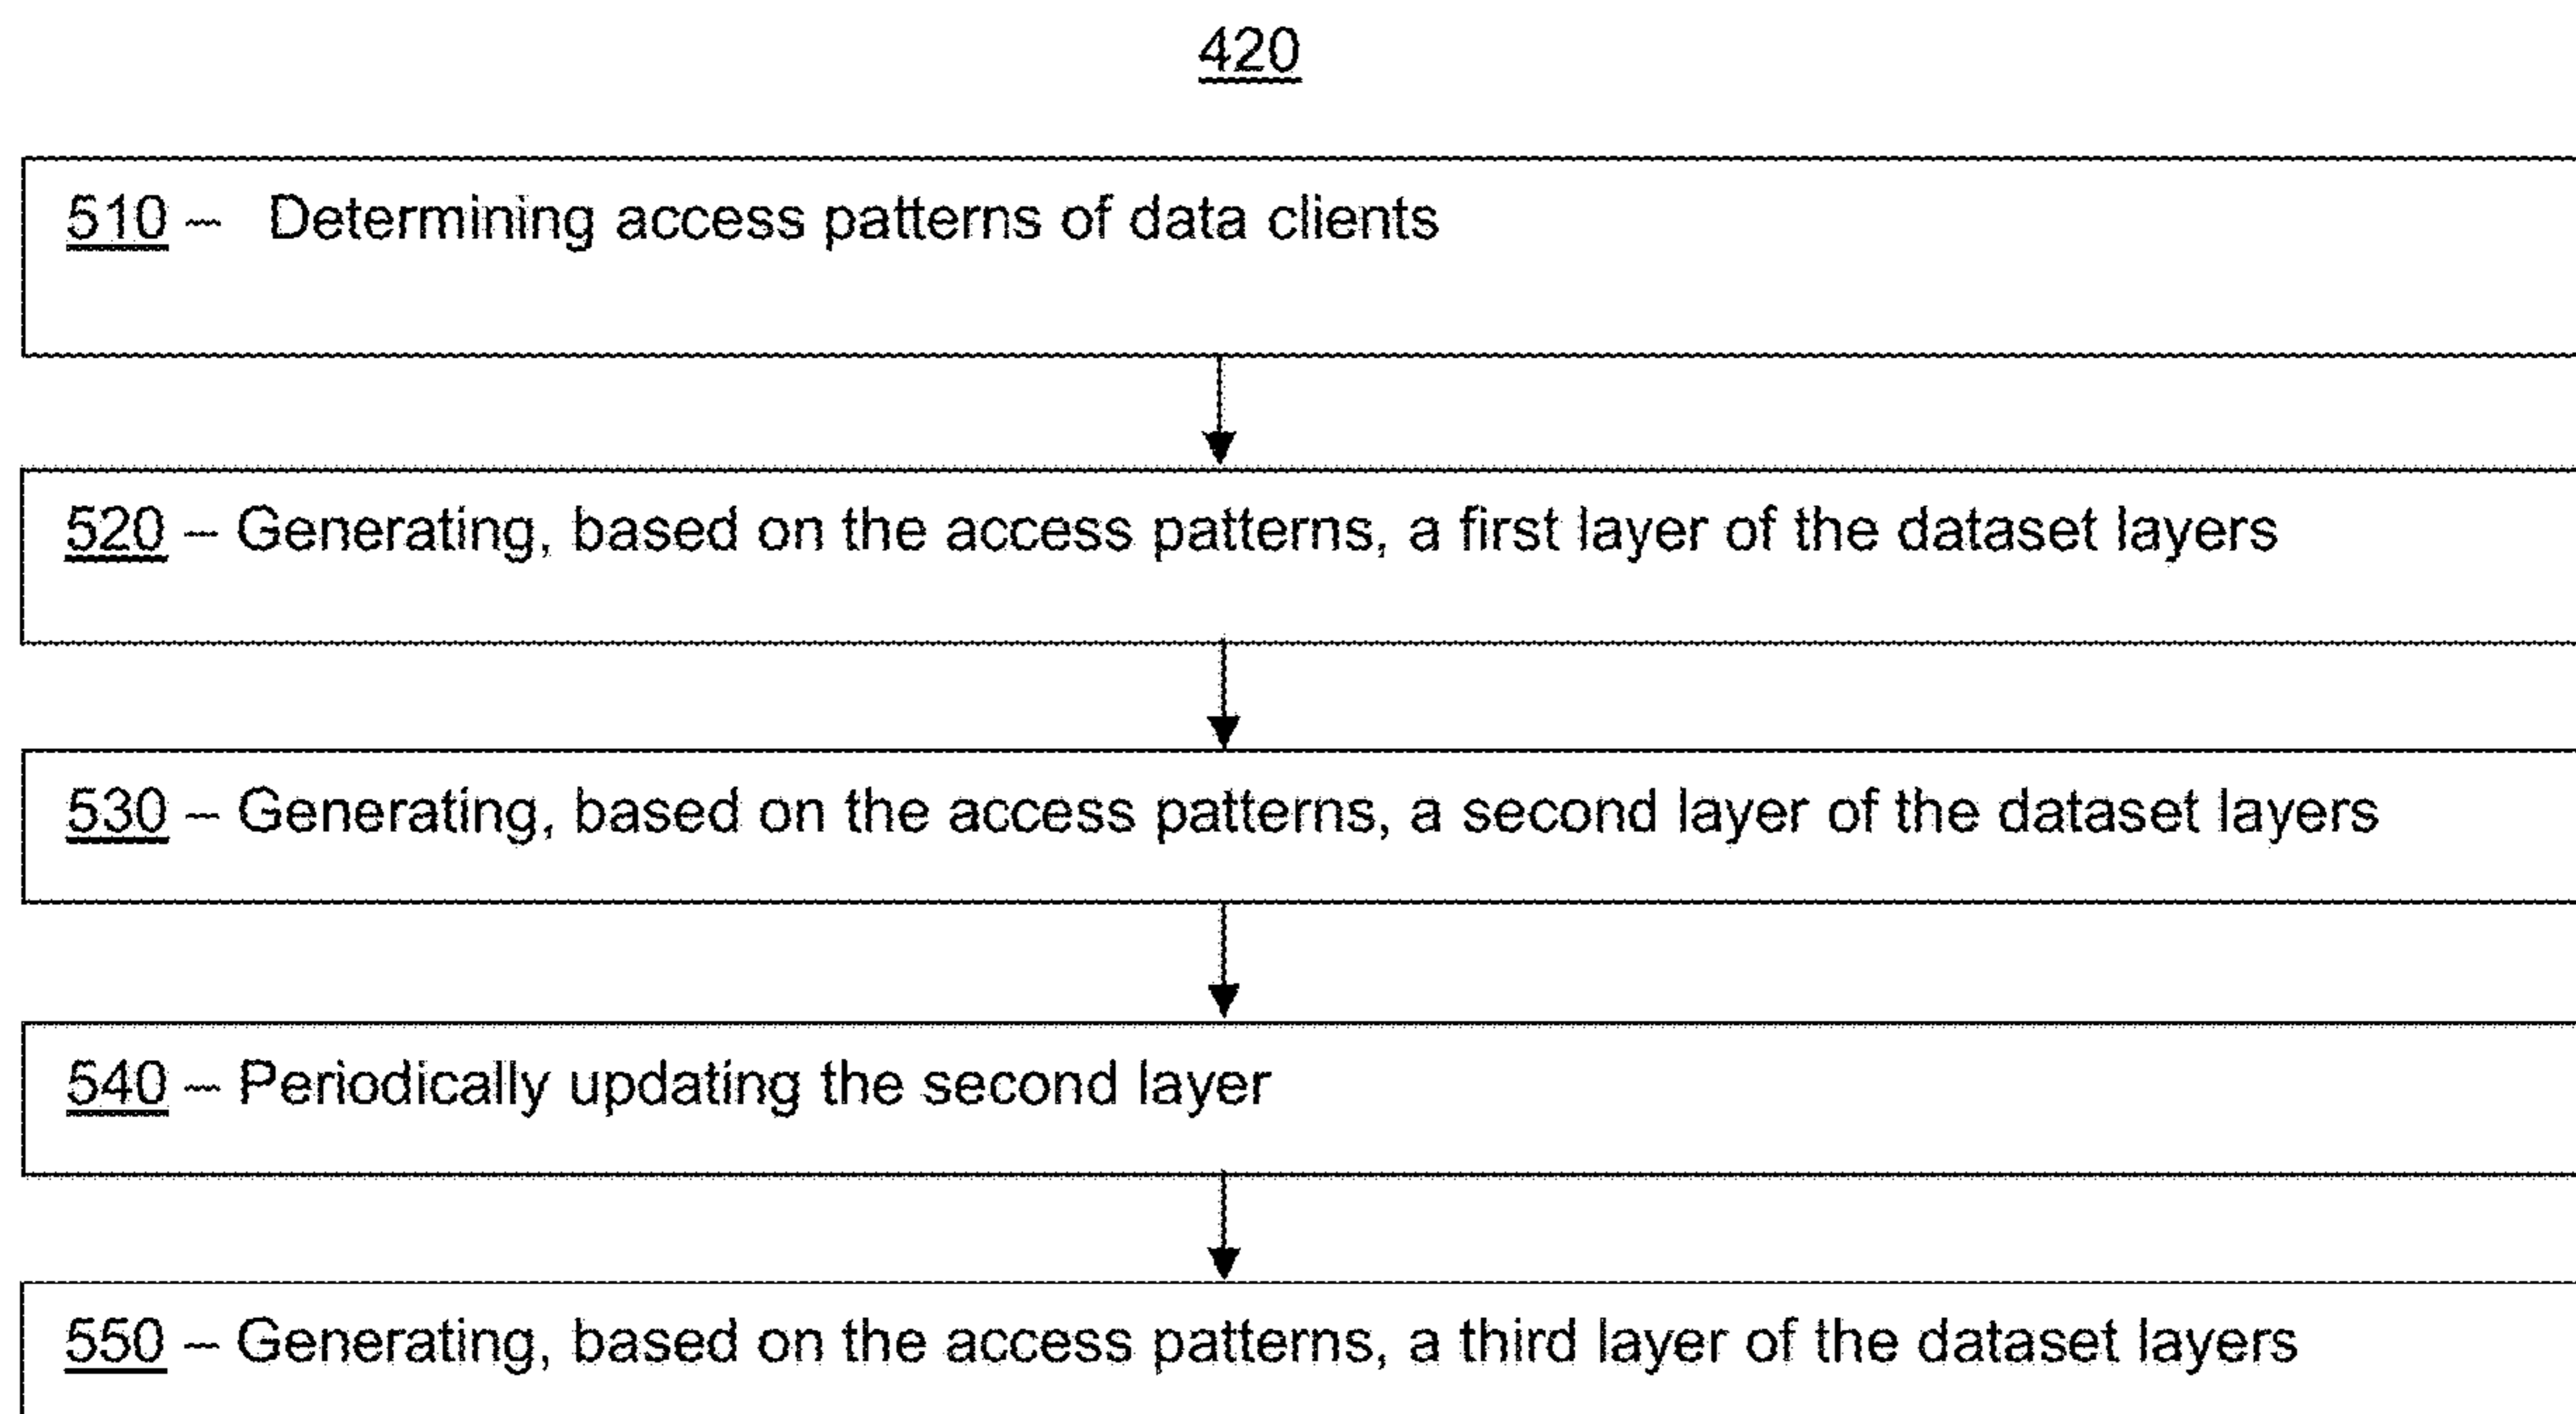 420
510 – Determining access patterns of data clients
520 – Generating, based on the access patterns, a first layer of the dataset layers
530 – Generating, based on the access patterns, a second layer of the dataset layers
540 – Periodically updating the second layer
550 – Generating, based on the access patterns, a third layer of the dataset layers